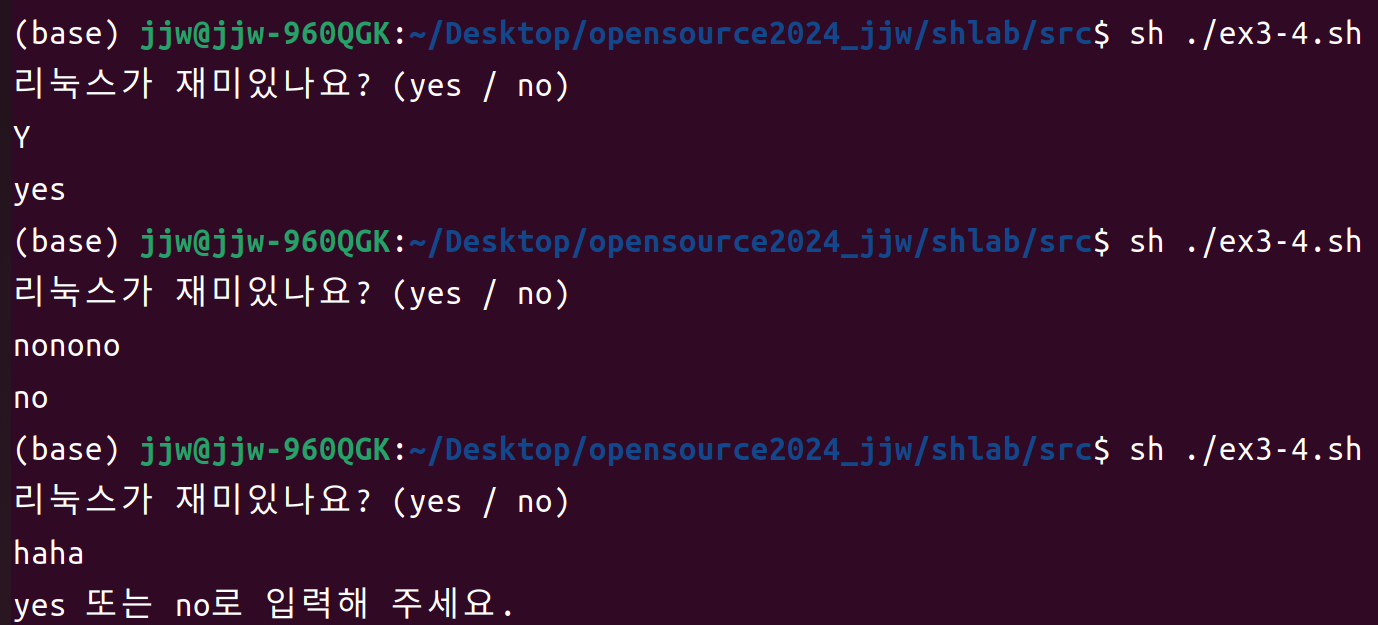 (base) jjw@jjw-960QGK:~/Desktop/opensource2024_jjw/shlab/src$ sh ./ex3-4.sh
리눅스가 재미있나요? (yes / no)
Y
yes
(base) jjw@jjw-960QGK:~/Desktop/opensource2024_jjw/shlab/src$ sh ./ex3-4.sh
리눅스가 재미있나요? (yes / no)
nonono
no
(base) jjw@jjw-960QGK:~/Desktop/opensource2024_jjw/shlab/src$ sh ./ex3-4.sh
리눅스가 재미있나요? (yes / no)
haha
yes 또는 no로 입력해 주세요.